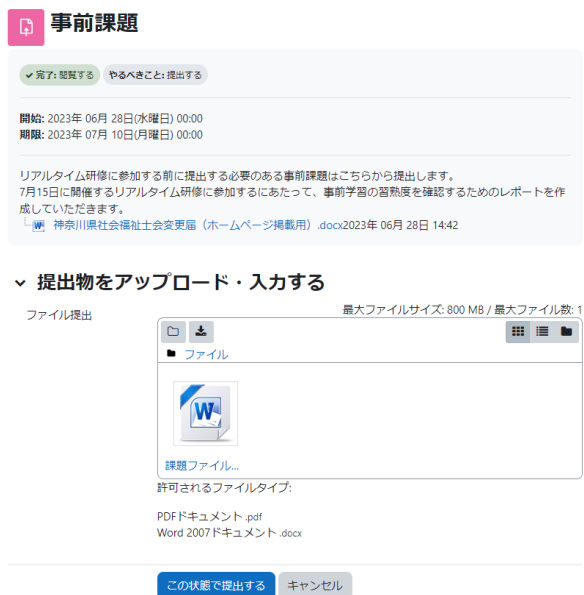 事前課題
完了: 閲覧する やるべきこと: 提出する
開始: 2023年 06月 28日(水曜日) 00:00
期限: 2023年 07月 10日(月曜日) 00:00
リアルタイム研修に参加する前に提出する必要のある事前課題はこちらから提出します。
7月15日に開催するリアルタイム研修に参加するにあたって、事前学習の習熟度を確認するためのレポートを作
成していただきます。
神奈川県社会福祉士会変更届（ホームページ掲載用）.docx2023年 06月 28日 14:42
提出物をアップロード・入力する
ファイル提出
最大ファイルサイズ: 800 MB / 最大ファイル数: 1
ファイル
W
課題ファイル...
許可されるファイルタイプ:
PDFドキュメント .pdf
Word 2007ドキュメント .docx
この状態で提出する キャンセル